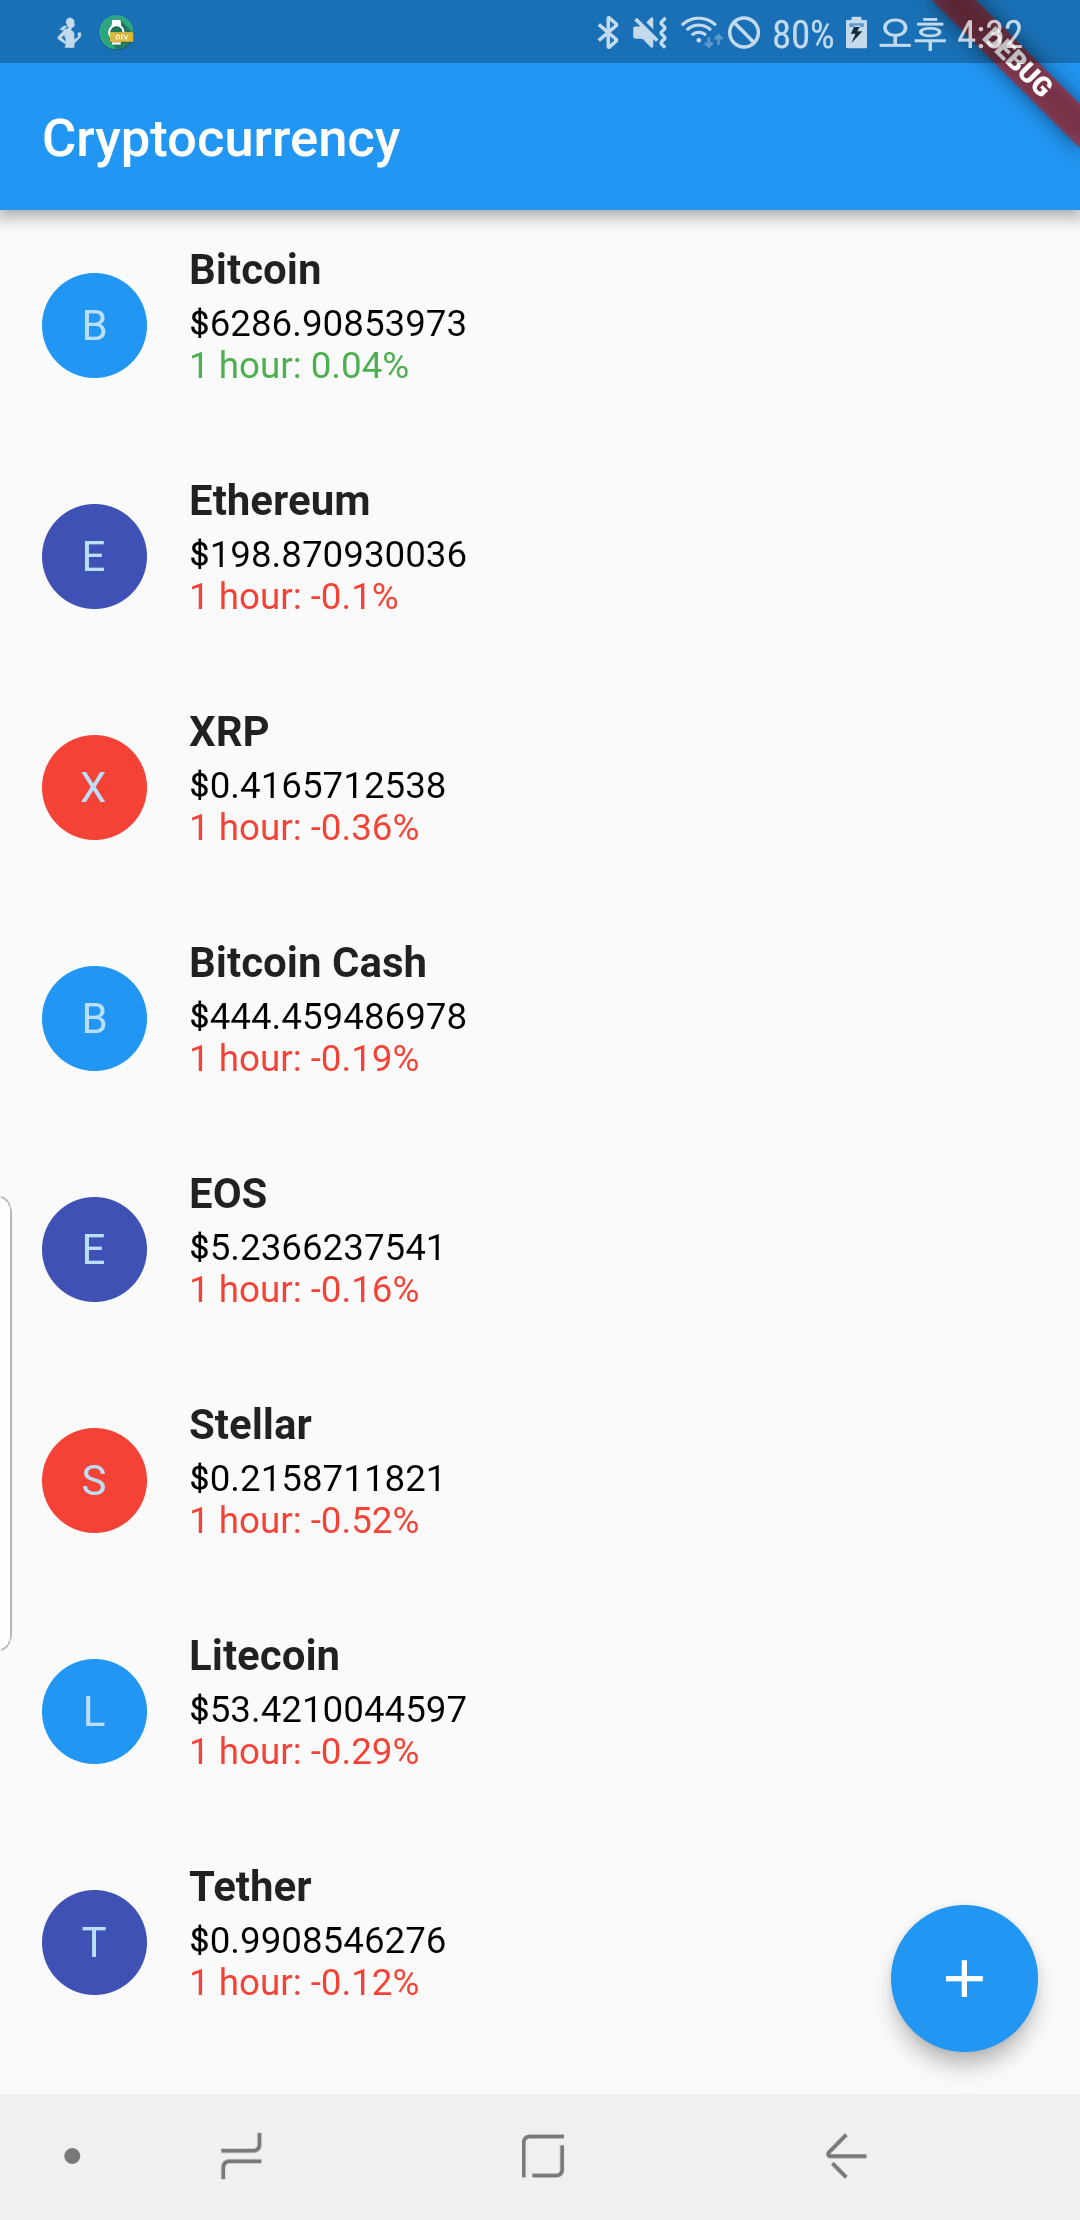 80% 오후 4:32
DEBUG
Cryptocurrency
B
Bitcoin
$6286.90853973
1 hour: 0.04%
E
Ethereum
$198.870930036
1 hour: -0.1%
X
XRP
$0.4165712538
1 hour: -0.36%
B
Bitcoin Cash
$444.459486978
1 hour: -0.19%
E
EOS
$5.2366237541
1 hour: -0.16%
S
Stellar
$0.2158711821
1 hour: -0.52%
L
Litecoin
$53.4210044597
1 hour: -0.29%
T
Tether
$0.9908546276
1 hour: -0.12%